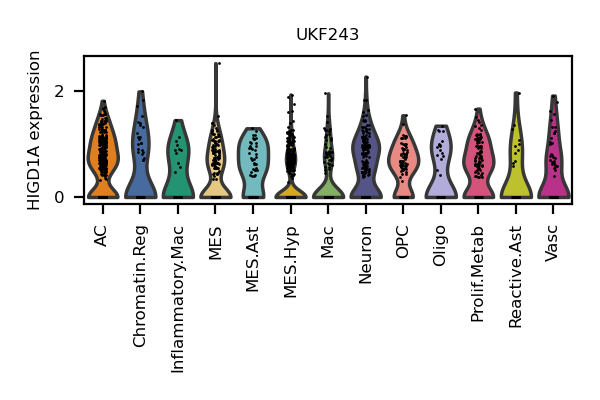 UKF243
HIGD1A expression
2
0
AC
Chromatin.Reg
Inflammatory.Mac
MES
MES.Ast
MES.Hyp
Mac
Neuron
OPC
Oligo
Prolif.Metab
Reactive.Ast
Vasc